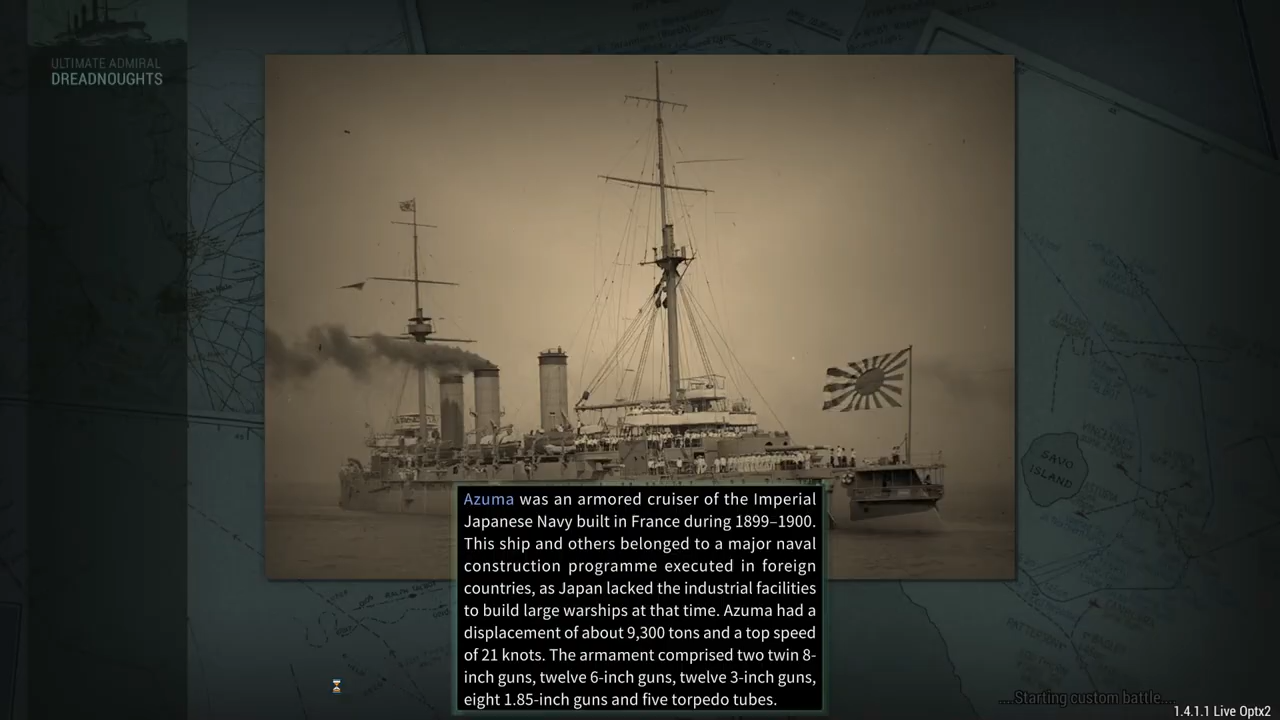 ULTIMATE ADMIRAL
DREADNOUGHTS
SAVO
ISLAND
Azuma was an armored cruiser of the Imperial
Japanese Navy built in France during 1899–1900.
This ship and others belonged to a major naval
construction programme executed in foreign
countries, as Japan lacked the industrial facilities
to build large warships at that time. Azuma had a
displacement of about 9,300 tons and a top speed
of 21 knots. The armament comprised two twin 8-
inch guns, twelve 6-inch guns, twelve 3-inch guns,
eight 1.85-inch guns and five torpedo tubes.
....Starting custom battle....
1.4.1.1 Live Optx2